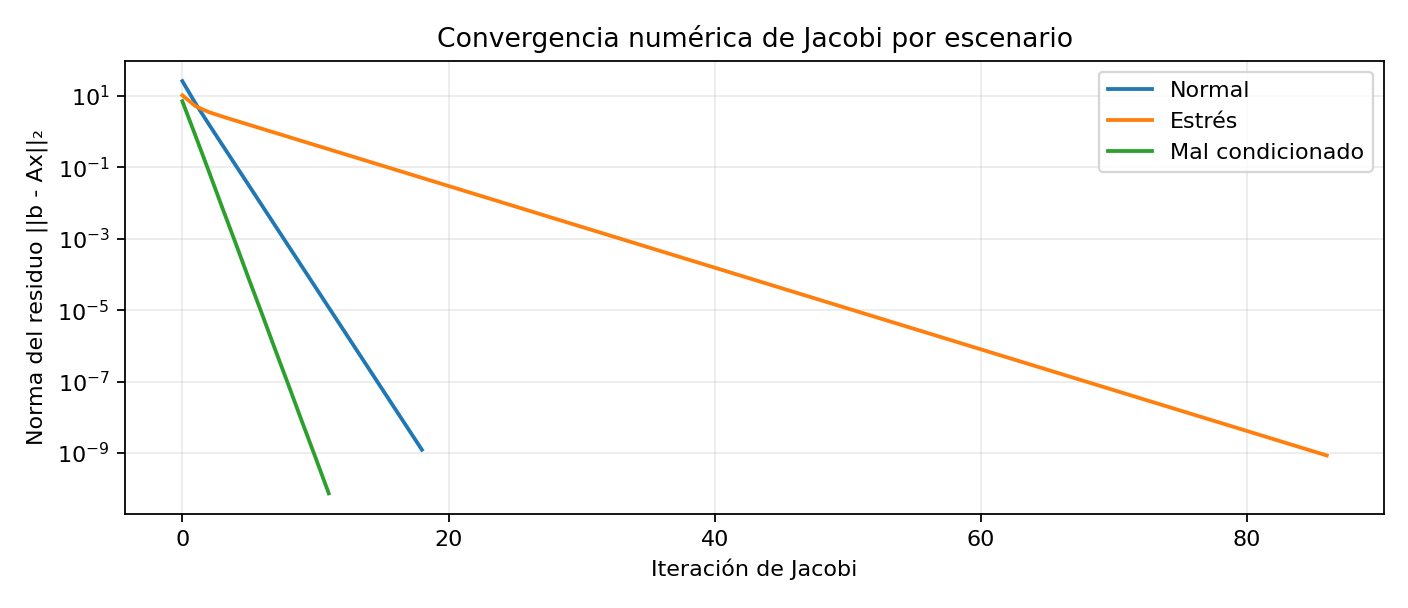 Convergencia numérica de Jacobi por escenario
Norma del residuo ||b - Ax||₂
10¹
10⁻¹
10⁻³
10⁻⁵
10⁻⁷
10⁻⁹
Normal
Estrés
Mal condicionado
0 20 40 60 80
Iteración de Jacobi